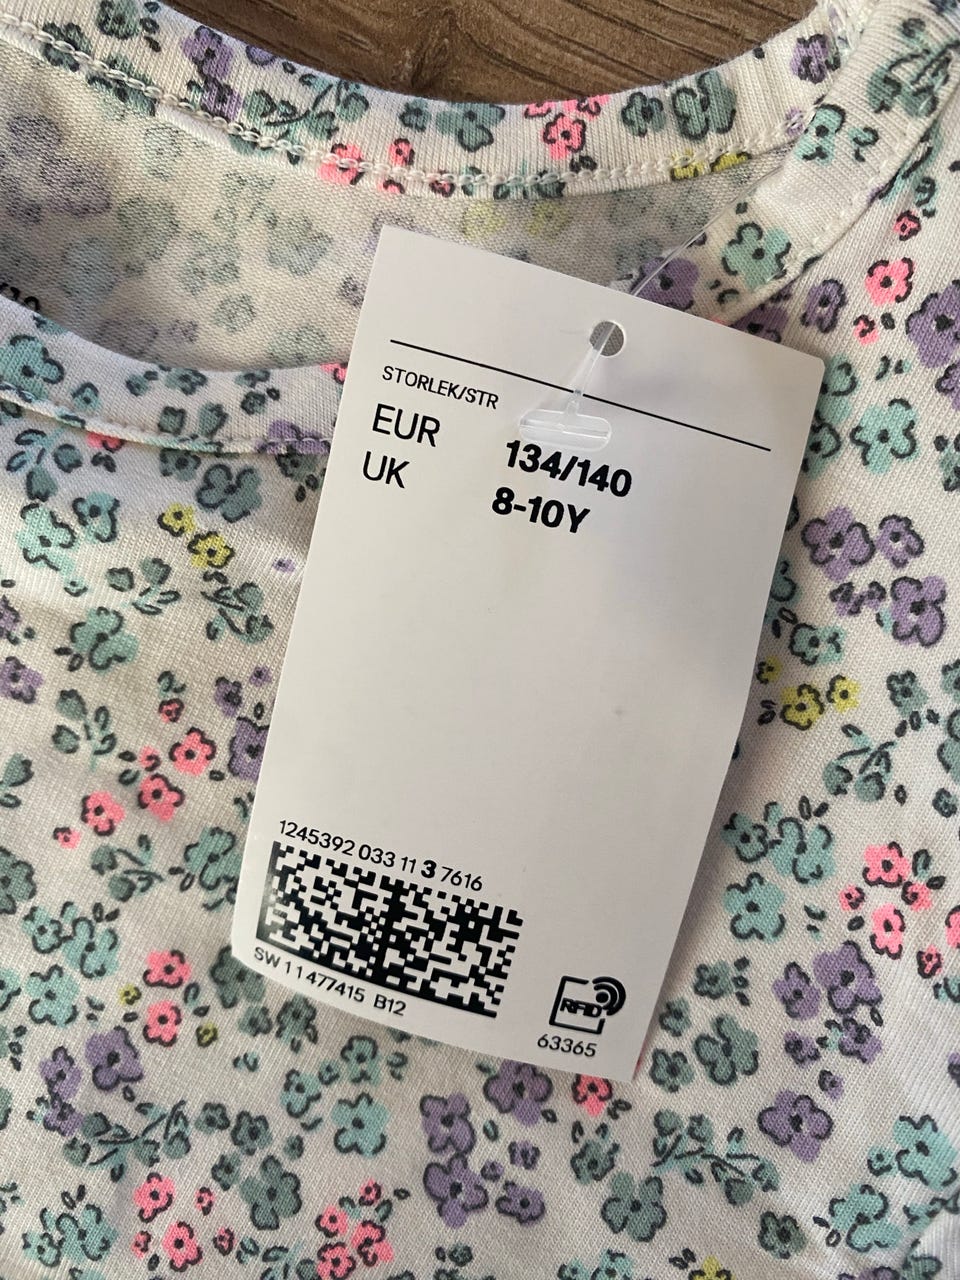 STORLEK/STR
EUR 134/140
UK 8-10Y
1245392 033 11 3 7616
SW 11477415 B12
RFID
63365